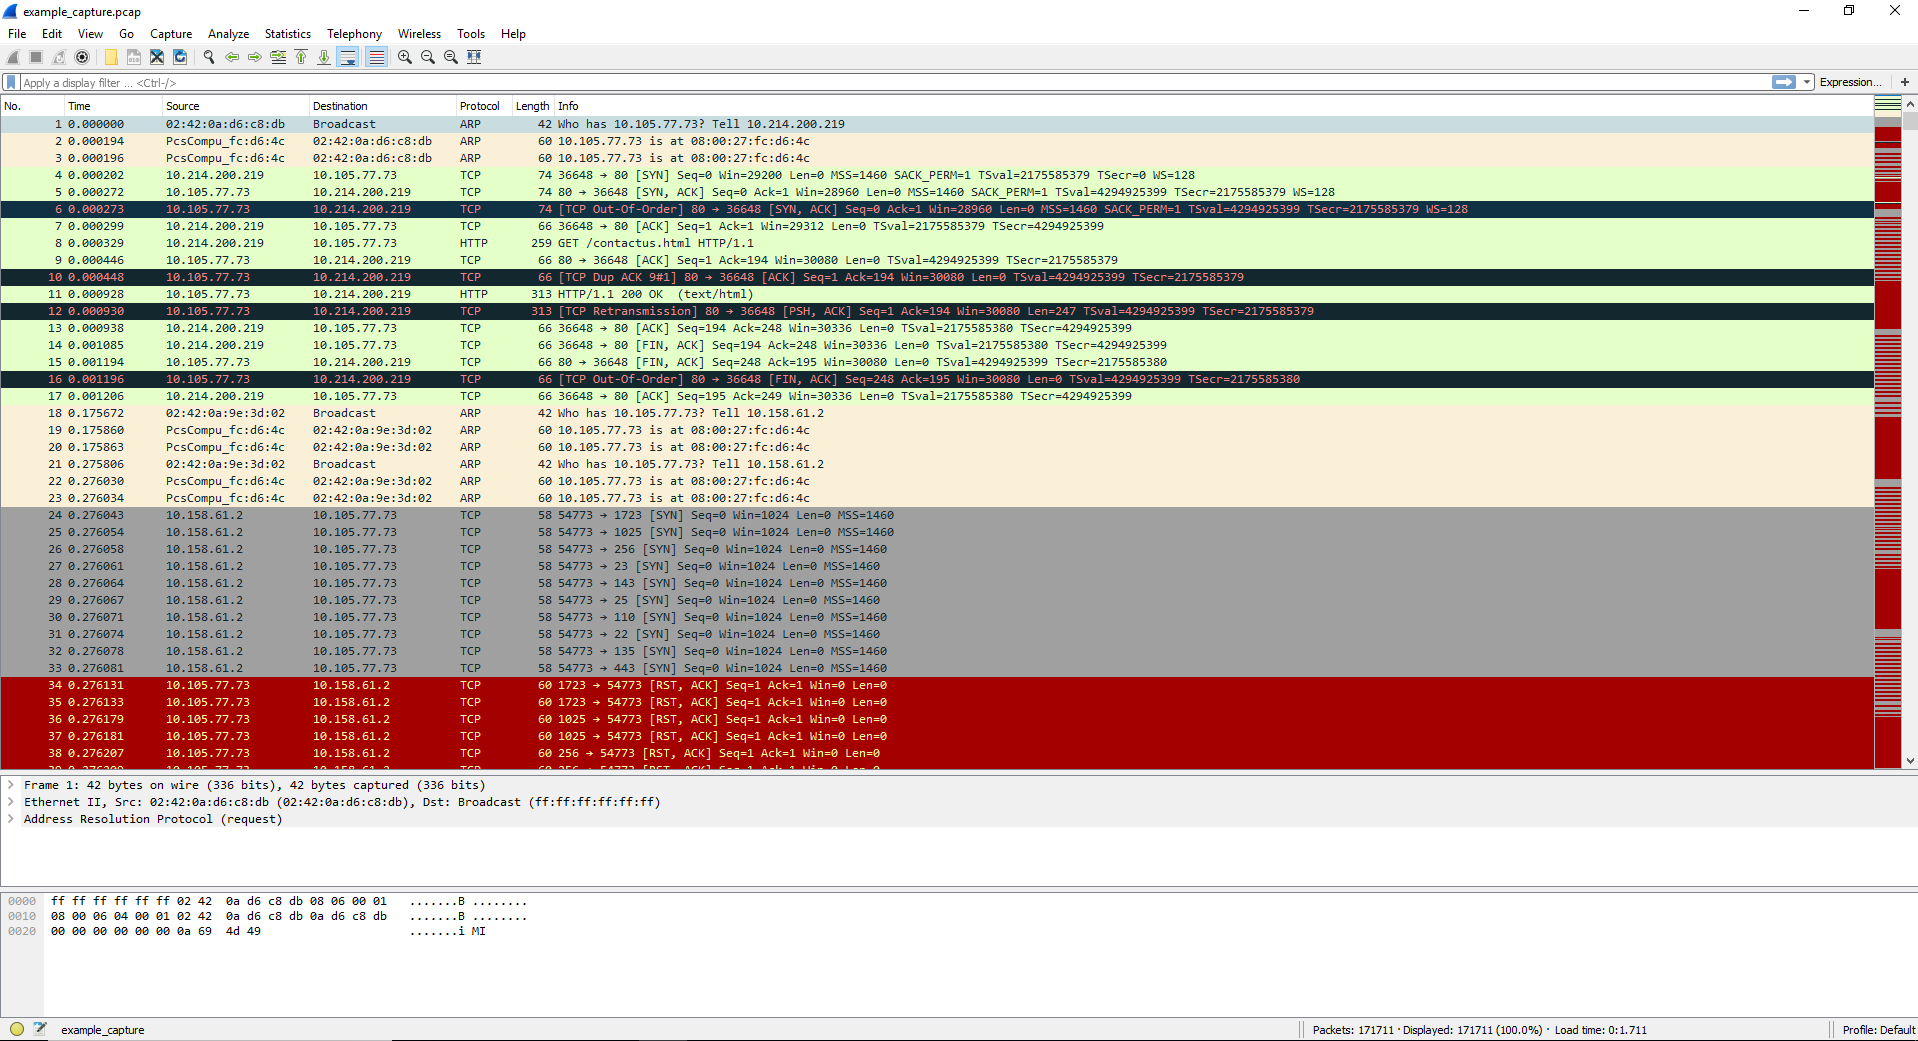 example_capture.pcap
File Edit View Go Capture Analyze Statistics Telephony Wireless Tools Help
Apply a display filter ... <Ctrl-/> Expression... +
No. Time Source Destination Protocol Length Info
1 0.000000 02:42:0a:d6:c8:db Broadcast ARP 42 Who has 10.105.77.73? Tell 10.214.200.219
2 0.000194 PcsCompu_fc:d6:4c 02:42:0a:d6:c8:db ARP 60 10.105.77.73 is at 08:00:27:fc:d6:4c
3 0.000196 PcsCompu_fc:d6:4c 02:42:0a:d6:c8:db ARP 60 10.105.77.73 is at 08:00:27:fc:d6:4c
4 0.000202 10.214.200.219 10.105.77.73 TCP 74 36648 → 80 [SYN] Seq=0 Win=29200 Len=0 MSS=1460 SACK_PERM=1 TSval=2175585379 TSecr=0 WS=128
5 0.000272 10.105.77.73 10.214.200.219 TCP 74 80 → 36648 [SYN, ACK] Seq=0 Ack=1 Win=28960 Len=0 MSS=1460 SACK_PERM=1 TSval=4294925399 TSecr=2175585379 WS=128
6 0.000273 10.105.77.73 10.214.200.219 TCP 74 [TCP Out-Of-Order] 80 → 36648 [SYN, ACK] Seq=0 Ack=1 Win=28960 Len=0 MSS=1460 SACK_PERM=1 TSval=4294925399 TSecr=2175585379 WS=128
7 0.000299 10.214.200.219 10.105.77.73 TCP 66 36648 → 80 [ACK] Seq=1 Ack=1 Win=29312 Len=0 TSval=2175585379 TSecr=4294925399
8 0.000329 10.214.200.219 10.105.77.73 HTTP 259 GET /contactus.html HTTP/1.1
9 0.000446 10.105.77.73 10.214.200.219 TCP 66 80 → 36648 [ACK] Seq=1 Ack=194 Win=30080 Len=0 TSval=4294925399 TSecr=2175585379
10 0.000448 10.105.77.73 10.214.200.219 TCP 66 [TCP Dup ACK 9#1] 80 → 36648 [ACK] Seq=1 Ack=194 Win=30080 Len=0 TSval=4294925399 TSecr=2175585379
11 0.000928 10.105.77.73 10.214.200.219 HTTP 313 HTTP/1.1 200 OK (text/html)
12 0.000930 10.105.77.73 10.214.200.219 TCP 313 [TCP Retransmission] 80 → 36648 [PSH, ACK] Seq=1 Ack=194 Win=30080 Len=247 TSval=4294925399 TSecr=2175585379
13 0.000938 10.214.200.219 10.105.77.73 TCP 66 36648 → 80 [ACK] Seq=194 Ack=248 Win=30336 Len=0 TSval=2175585380 TSecr=4294925399
14 0.001085 10.214.200.219 10.105.77.73 TCP 66 36648 → 80 [FIN, ACK] Seq=194 Ack=248 Win=30336 Len=0 TSval=2175585380 TSecr=4294925399
15 0.001194 10.105.77.73 10.214.200.219 TCP 66 80 → 36648 [ACK] Seq=248 Ack=195 Win=30080 Len=0 TSval=4294925399 TSecr=2175585380
16 0.001196 10.105.77.73 10.214.200.219 TCP 66 [TCP Out-Of-Order] 80 → 36648 [FIN, ACK] Seq=248 Ack=195 Win=30080 Len=0 TSval=4294925399 TSecr=2175585380
17 0.001206 10.214.200.219 10.105.77.73 TCP 66 36648 → 80 [ACK] Seq=195 Ack=249 Win=30336 Len=0 TSval=2175585380 TSecr=4294925399
18 0.175672 02:42:0a:9e:3d:02 Broadcast ARP 42 Who has 10.105.77.73? Tell 10.158.61.2
19 0.175860 PcsCompu_fc:d6:4c 02:42:0a:9e:3d:02 ARP 60 10.105.77.73 is at 08:00:27:fc:d6:4c
20 0.175863 PcsCompu_fc:d6:4c 02:42:0a:9e:3d:02 ARP 60 10.105.77.73 is at 08:00:27:fc:d6:4c
21 0.275806 02:42:0a:9e:3d:02 Broadcast ARP 42 Who has 10.105.77.73? Tell 10.158.61.2
22 0.276030 PcsCompu_fc:d6:4c 02:42:0a:9e:3d:02 ARP 60 10.105.77.73 is at 08:00:27:fc:d6:4c
23 0.276034 PcsCompu_fc:d6:4c 02:42:0a:9e:3d:02 ARP 60 10.105.77.73 is at 08:00:27:fc:d6:4c
24 0.276043 10.158.61.2 10.105.77.73 TCP 58 54773 → 1723 [SYN] Seq=0 Win=1024 Len=0 MSS=1460
25 0.276054 10.158.61.2 10.105.77.73 TCP 58 54773 → 1025 [SYN] Seq=0 Win=1024 Len=0 MSS=1460
26 0.276058 10.158.61.2 10.105.77.73 TCP 58 54773 → 256 [SYN] Seq=0 Win=1024 Len=0 MSS=1460
27 0.276061 10.158.61.2 10.105.77.73 TCP 58 54773 → 23 [SYN] Seq=0 Win=1024 Len=0 MSS=1460
28 0.276064 10.158.61.2 10.105.77.73 TCP 58 54773 → 143 [SYN] Seq=0 Win=1024 Len=0 MSS=1460
29 0.276067 10.158.61.2 10.105.77.73 TCP 58 54773 → 25 [SYN] Seq=0 Win=1024 Len=0 MSS=1460
30 0.276071 10.158.61.2 10.105.77.73 TCP 58 54773 → 110 [SYN] Seq=0 Win=1024 Len=0 MSS=1460
31 0.276074 10.158.61.2 10.105.77.73 TCP 58 54773 → 22 [SYN] Seq=0 Win=1024 Len=0 MSS=1460
32 0.276078 10.158.61.2 10.105.77.73 TCP 58 54773 → 135 [SYN] Seq=0 Win=1024 Len=0 MSS=1460
33 0.276081 10.158.61.2 10.105.77.73 TCP 58 54773 → 443 [SYN] Seq=0 Win=1024 Len=0 MSS=1460
34 0.276131 10.105.77.73 10.158.61.2 TCP 60 1723 → 54773 [RST, ACK] Seq=1 Ack=1 Win=0 Len=0
35 0.276133 10.105.77.73 10.158.61.2 TCP 60 1723 → 54773 [RST, ACK] Seq=1 Ack=1 Win=0 Len=0
36 0.276179 10.105.77.73 10.158.61.2 TCP 60 1025 → 54773 [RST, ACK] Seq=1 Ack=1 Win=0 Len=0
37 0.276181 10.105.77.73 10.158.61.2 TCP 60 1025 → 54773 [RST, ACK] Seq=1 Ack=1 Win=0 Len=0
38 0.276207 10.105.77.73 10.158.61.2 TCP 60 256 → 54773 [RST, ACK] Seq=1 Ack=1 Win=0 Len=0
Frame 1: 42 bytes on wire (336 bits), 42 bytes captured (336 bits)
Ethernet II, Src: 02:42:0a:d6:c8:db (02:42:0a:d6:c8:db), Dst: Broadcast (ff:ff:ff:ff:ff:ff)
Address Resolution Protocol (request)
0000 ff ff ff ff ff ff 02 42 0a d6 c8 db 08 06 00 01 .......B ........
0010 08 00 06 04 00 01 02 42 0a d6 c8 db 0a d6 c8 db .......B ........
0020 00 00 00 00 00 00 0a 69 4d 49 .......i MI
example_capture Packets: 171711 · Displayed: 171711 (100.0%) · Load time: 0:1.711 Profile: Default